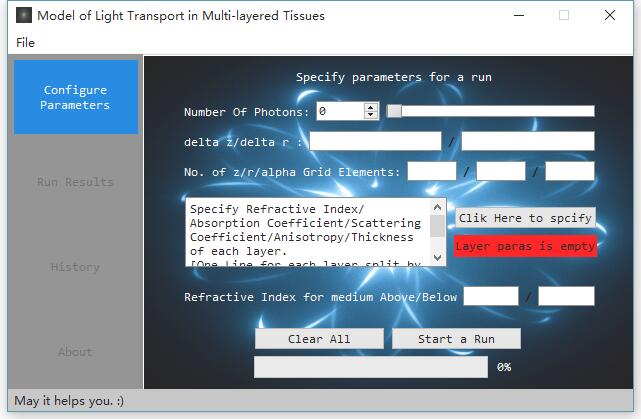 Model of Light Transport in Multi-layered Tissues
File
Configure
Parameters
Run Results
History
About
Specify parameters for a run
Number Of Photons: 0
delta z/delta r : /
No. of z/r/alpha Grid Elements: / /
Specify Refractive Index/
Absorption Coefficient/Scattering
Coefficient/Anisotropy/Thickness
of each layer.
[One Line for each layer split by
Clik Here to spcify
Layer paras is empty
Refractive Index for medium Above/Below /
Clear All
Start a Run
0%
May it helps you. :)